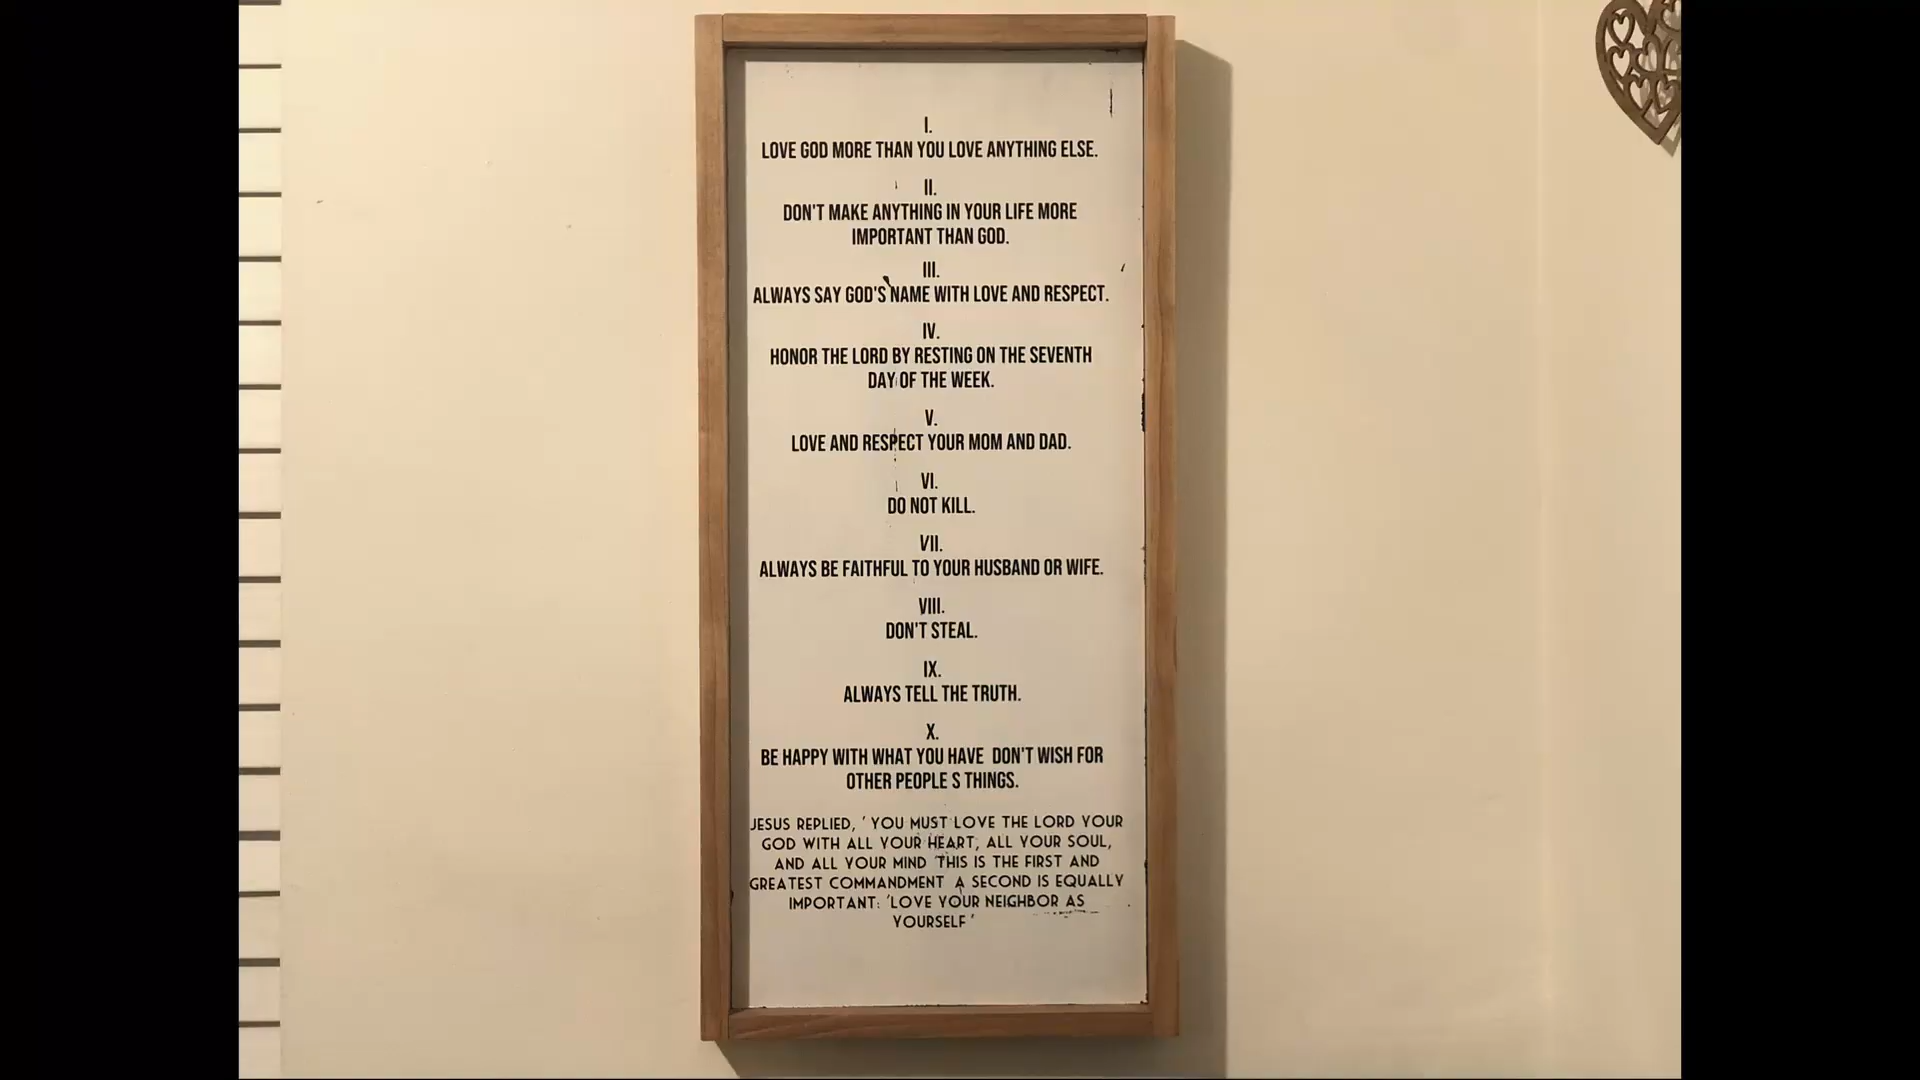 I.
LOVE GOD MORE THAN YOU LOVE ANYTHING ELSE.
II.
DON'T MAKE ANYTHING IN YOUR LIFE MORE
IMPORTANT THAN GOD.
III.
ALWAYS SAY GOD'S NAME WITH LOVE AND RESPECT.
IV.
HONOR THE LORD BY RESTING ON THE SEVENTH
DAY OF THE WEEK.
V.
LOVE AND RESPECT YOUR MOM AND DAD.
VI.
DO NOT KILL.
VII.
ALWAYS BE FAITHFUL TO YOUR HUSBAND OR WIFE.
VIII.
DON'T STEAL.
IX.
ALWAYS TELL THE TRUTH.
X.
BE HAPPY WITH WHAT YOU HAVE DON'T WISH FOR
OTHER PEOPLE S THINGS.
JESUS REPLIED, ' YOU MUST LOVE THE LORD YOUR
GOD WITH ALL YOUR HEART, ALL YOUR SOUL,
AND ALL YOUR MIND THIS IS THE FIRST AND
GREATEST COMMANDMENT A SECOND IS EQUALLY
IMPORTANT: 'LOVE YOUR NEIGHBOR AS
YOURSELF '